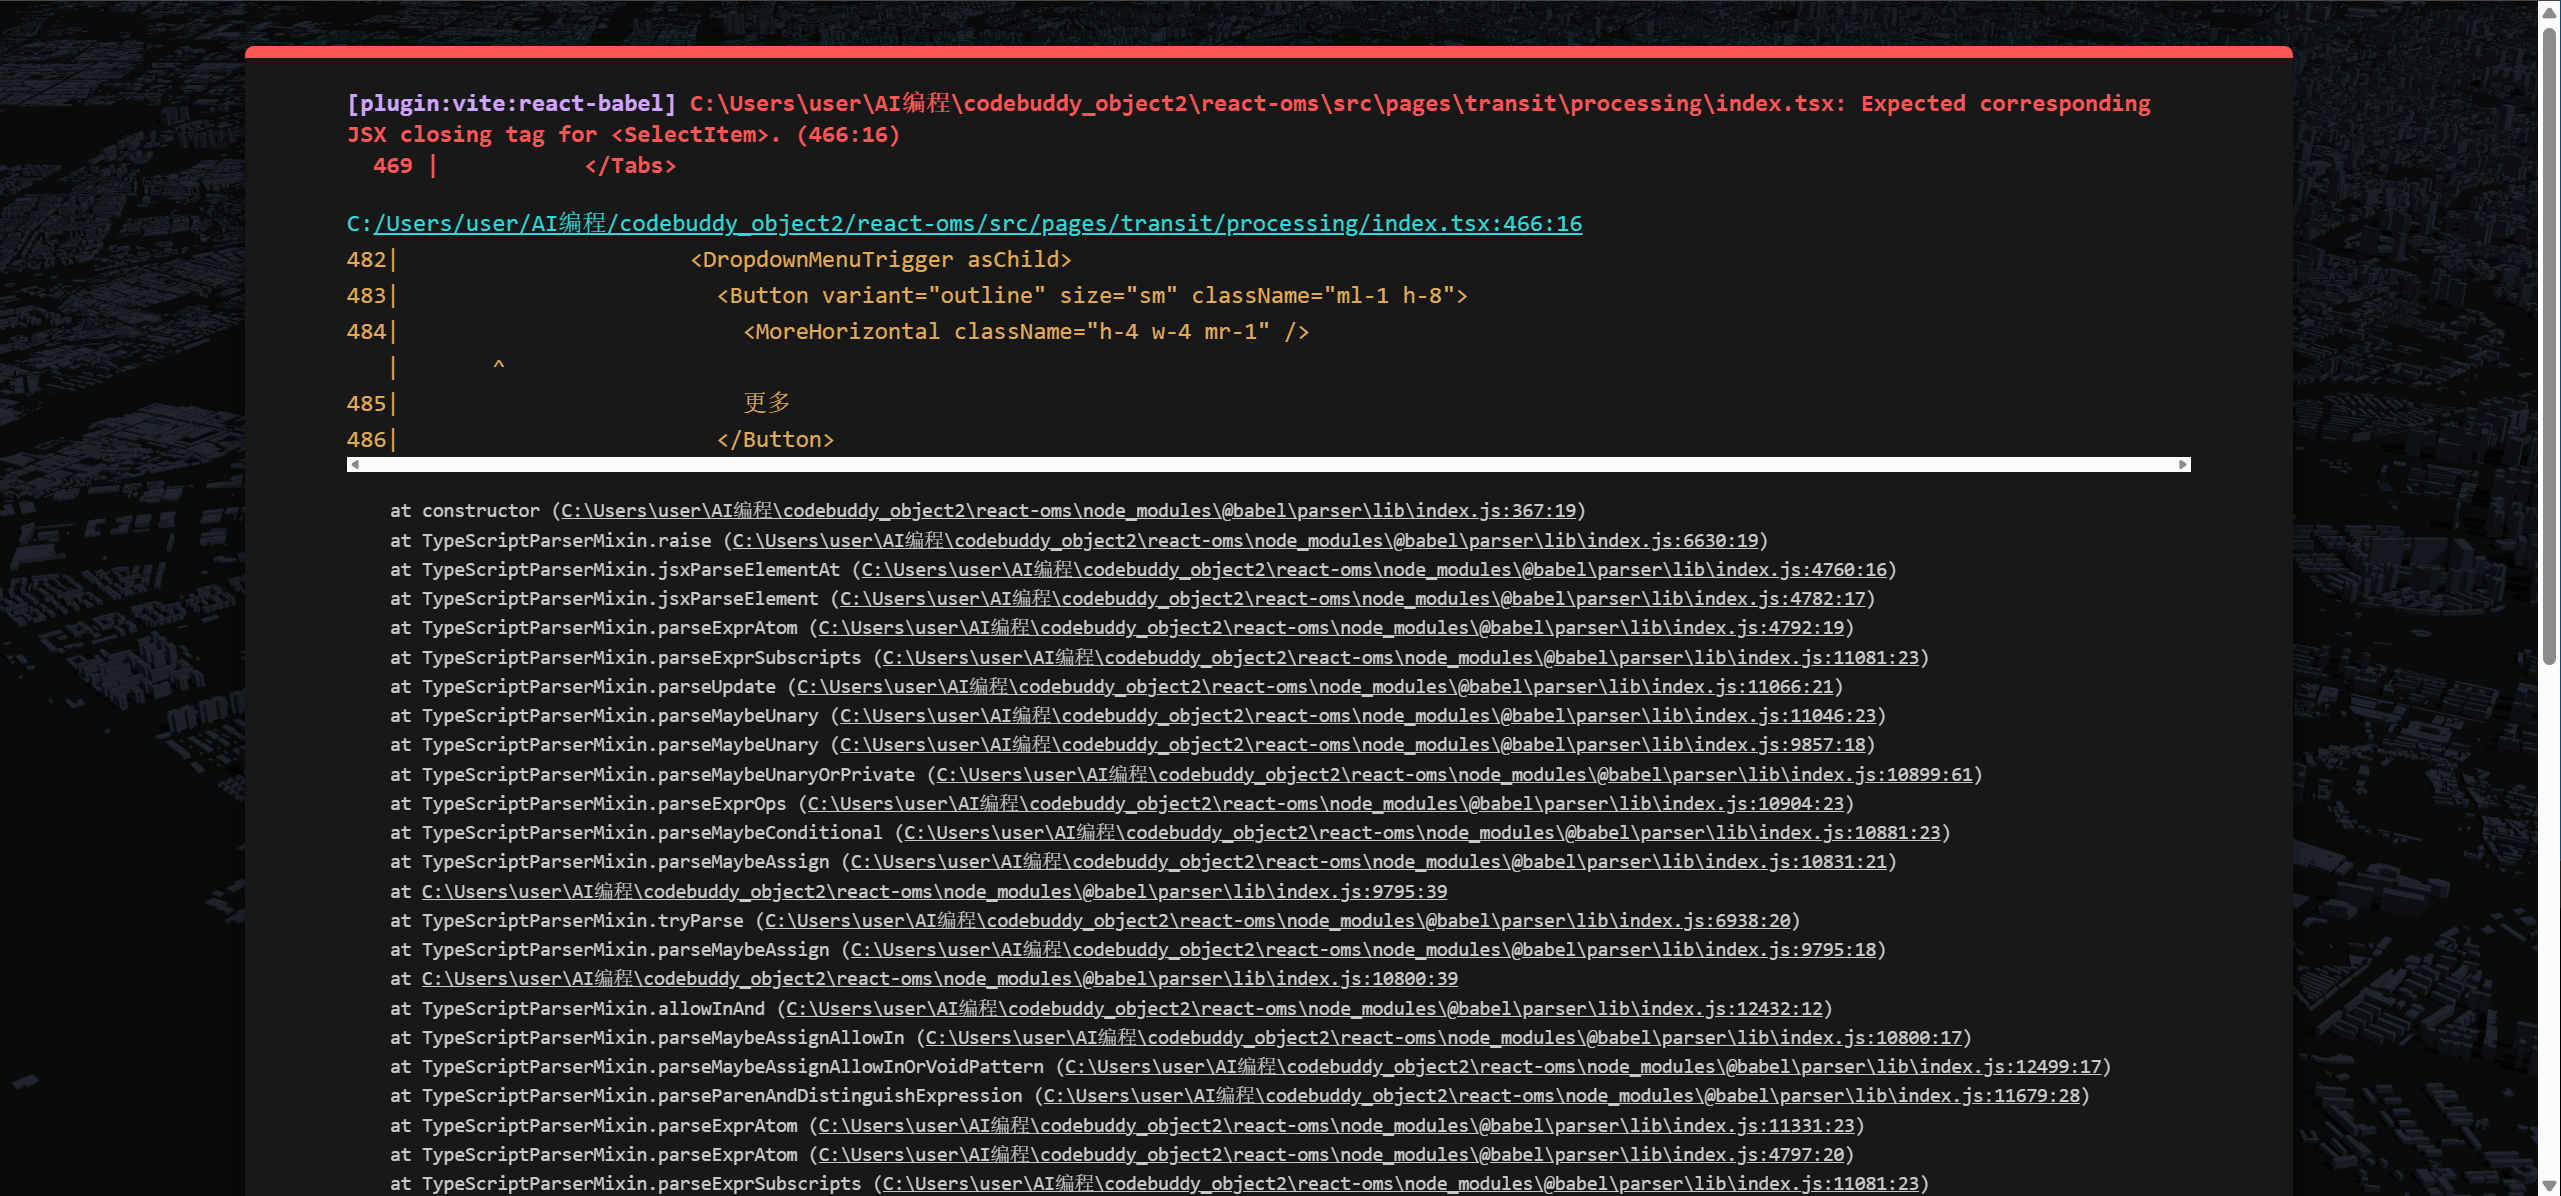 [plugin:vite:react-babel] C:\Users\user\AI编程\codebuddy_object2\react-oms\src\pages\transit\processing\index.tsx: Expected corresponding
JSX closing tag for <SelectItem>. (466:16)
469 |            </Tabs>
C:/Users/user/AI编程/codebuddy_object2/react-oms/src/pages/transit/processing/index.tsx:466:16
482|                      <DropdownMenuTrigger asChild>
483|                        <Button variant="outline" size="sm" className="ml-1 h-8">
484|                          <MoreHorizontal className="h-4 w-4 mr-1" />
   |       ^
485|                          更多
486|                        </Button>
at constructor (C:\Users\user\AI编程\codebuddy_object2\react-oms\node_modules\@babel\parser\lib\index.js:367:19)
at TypeScriptParserMixin.raise (C:\Users\user\AI编程\codebuddy_object2\react-oms\node_modules\@babel\parser\lib\index.js:6630:19)
at TypeScriptParserMixin.jsxParseElementAt (C:\Users\user\AI编程\codebuddy_object2\react-oms\node_modules\@babel\parser\lib\index.js:4760:16)
at TypeScriptParserMixin.jsxParseElement (C:\Users\user\AI编程\codebuddy_object2\react-oms\node_modules\@babel\parser\lib\index.js:4782:17)
at TypeScriptParserMixin.parseExprAtom (C:\Users\user\AI编程\codebuddy_object2\react-oms\node_modules\@babel\parser\lib\index.js:4792:19)
at TypeScriptParserMixin.parseExprSubscripts (C:\Users\user\AI编程\codebuddy_object2\react-oms\node_modules\@babel\parser\lib\index.js:11081:23)
at TypeScriptParserMixin.parseUpdate (C:\Users\user\AI编程\codebuddy_object2\react-oms\node_modules\@babel\parser\lib\index.js:11066:21)
at TypeScriptParserMixin.parseMaybeUnary (C:\Users\user\AI编程\codebuddy_object2\react-oms\node_modules\@babel\parser\lib\index.js:11046:23)
at TypeScriptParserMixin.parseMaybeUnary (C:\Users\user\AI编程\codebuddy_object2\react-oms\node_modules\@babel\parser\lib\index.js:9857:18)
at TypeScriptParserMixin.parseMaybeUnaryOrPrivate (C:\Users\user\AI编程\codebuddy_object2\react-oms\node_modules\@babel\parser\lib\index.js:10899:61)
at TypeScriptParserMixin.parseExprOps (C:\Users\user\AI编程\codebuddy_object2\react-oms\node_modules\@babel\parser\lib\index.js:10904:23)
at TypeScriptParserMixin.parseMaybeConditional (C:\Users\user\AI编程\codebuddy_object2\react-oms\node_modules\@babel\parser\lib\index.js:10881:23)
at TypeScriptParserMixin.parseMaybeAssign (C:\Users\user\AI编程\codebuddy_object2\react-oms\node_modules\@babel\parser\lib\index.js:10831:21)
at C:\Users\user\AI编程\codebuddy_object2\react-oms\node_modules\@babel\parser\lib\index.js:9795:39
at TypeScriptParserMixin.tryParse (C:\Users\user\AI编程\codebuddy_object2\react-oms\node_modules\@babel\parser\lib\index.js:6938:20)
at TypeScriptParserMixin.parseMaybeAssign (C:\Users\user\AI编程\codebuddy_object2\react-oms\node_modules\@babel\parser\lib\index.js:9795:18)
at C:\Users\user\AI编程\codebuddy_object2\react-oms\node_modules\@babel\parser\lib\index.js:10800:39
at TypeScriptParserMixin.allowInAnd (C:\Users\user\AI编程\codebuddy_object2\react-oms\node_modules\@babel\parser\lib\index.js:12432:12)
at TypeScriptParserMixin.parseMaybeAssignAllowIn (C:\Users\user\AI编程\codebuddy_object2\react-oms\node_modules\@babel\parser\lib\index.js:10800:17)
at TypeScriptParserMixin.parseMaybeAssignAllowInOrVoidPattern (C:\Users\user\AI编程\codebuddy_object2\react-oms\node_modules\@babel\parser\lib\index.js:12499:17)
at TypeScriptParserMixin.parseParenAndDistinguishExpression (C:\Users\user\AI编程\codebuddy_object2\react-oms\node_modules\@babel\parser\lib\index.js:11679:28)
at TypeScriptParserMixin.parseExprAtom (C:\Users\user\AI编程\codebuddy_object2\react-oms\node_modules\@babel\parser\lib\index.js:11331:23)
at TypeScriptParserMixin.parseExprAtom (C:\Users\user\AI编程\codebuddy_object2\react-oms\node_modules\@babel\parser\lib\index.js:4797:20)
at TypeScriptParserMixin.parseExprSubscripts (C:\Users\user\AI编程\codebuddy_object2\react-oms\node_modules\@babel\parser\lib\index.js:11081:23)